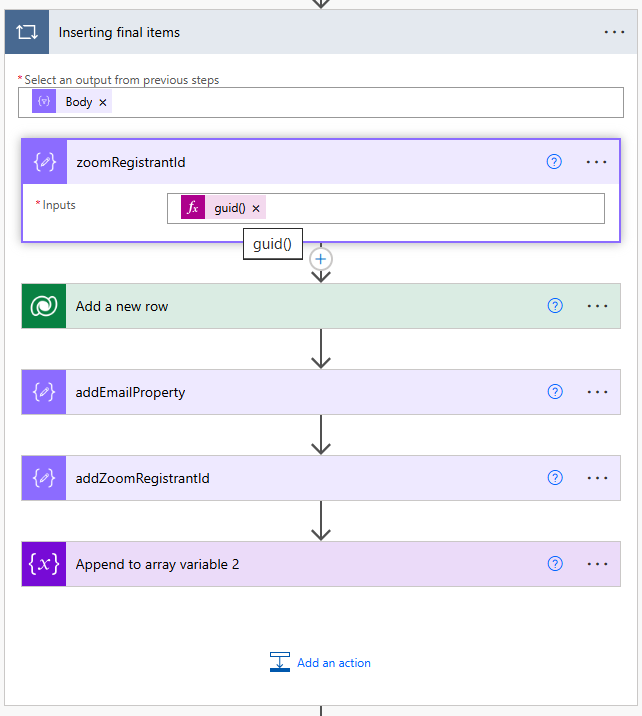 Inserting final items
* Select an output from previous steps
{v} Body ×
zoomRegistrantId
* Inputs
fx guid() ×
guid()
Add a new row
addEmailProperty
addZoomRegistrantId
{x} Append to array variable 2
Add an action